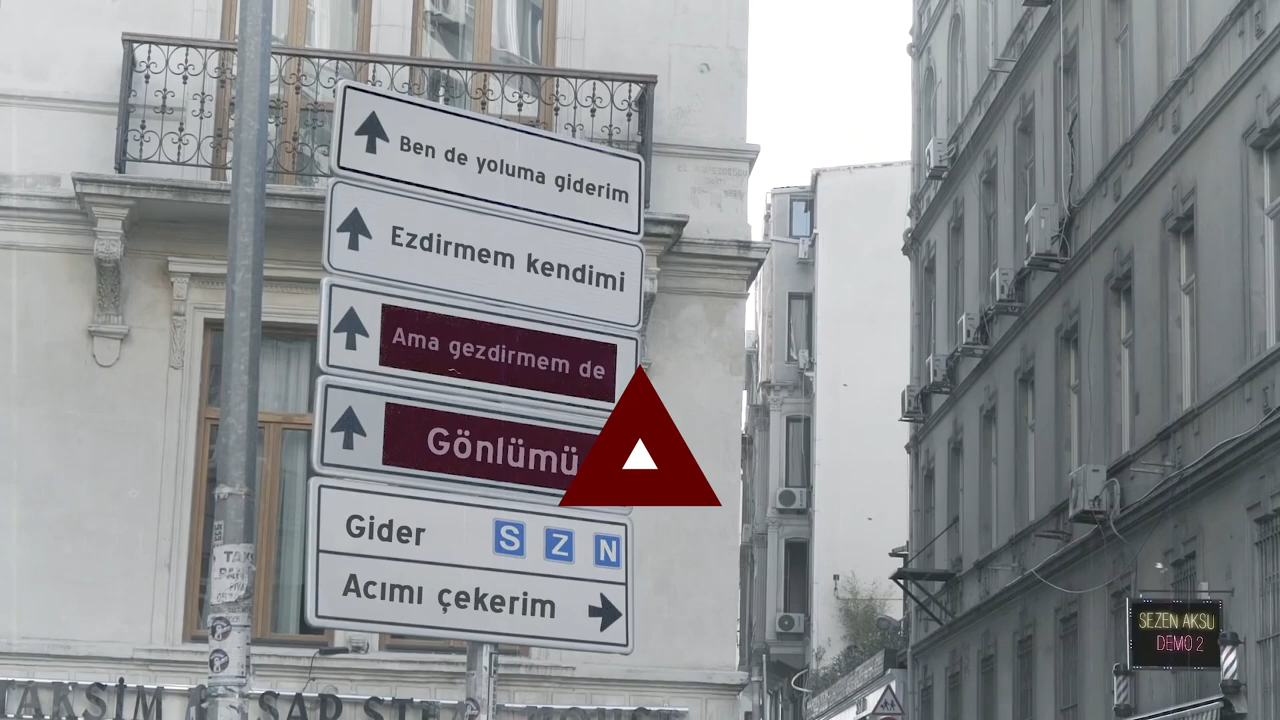 Ben de yoluma giderim
Ezdirmem kendimi
Ama gezdirmem de
Gönlümü
Gider S Z N
Acımı çekerim
SEZEN AKSU
DEMO 2
TAKSİM